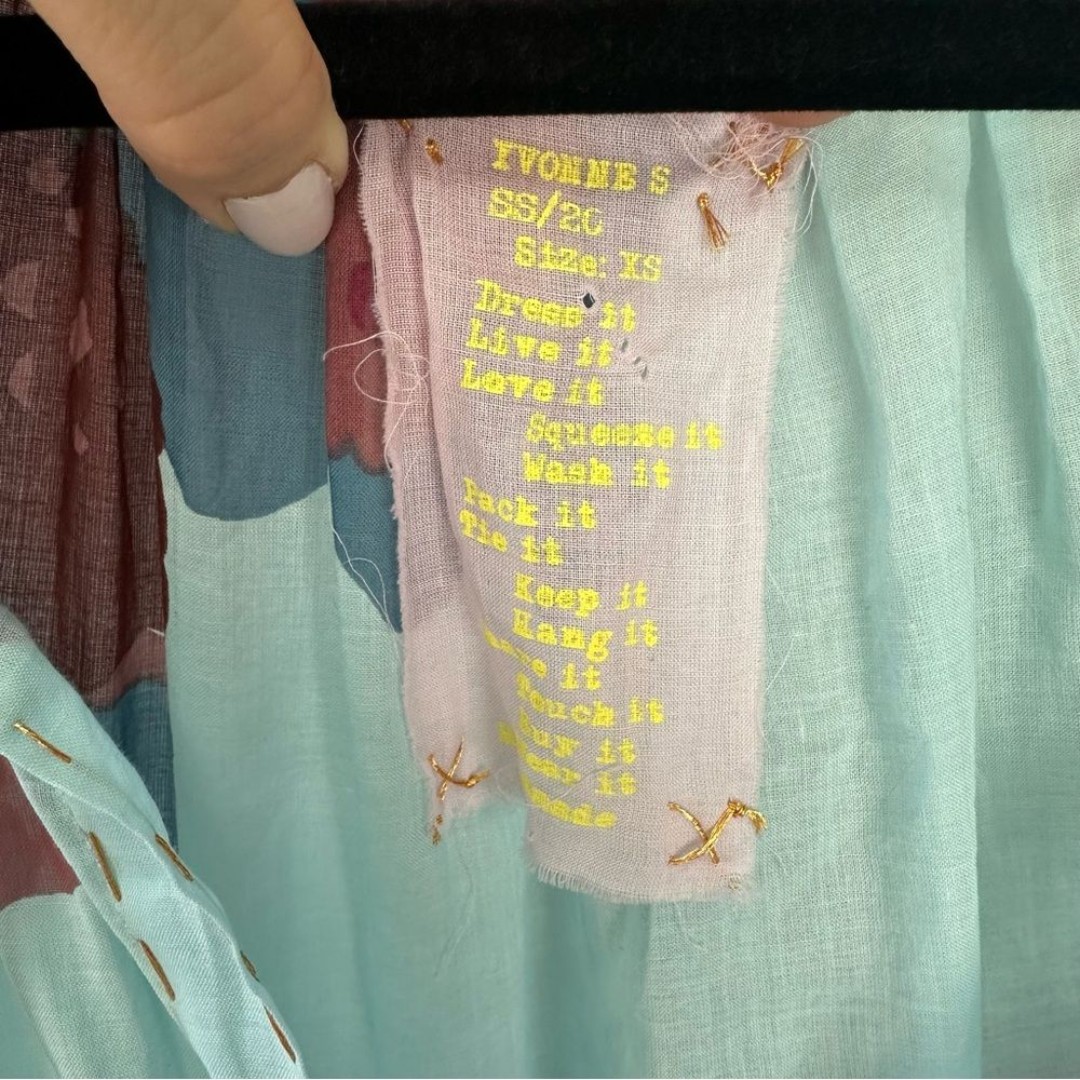 YVONNE S
SS/20
Size: XS
Dress it
Live it
Love it
Squeeze it
Wash it
Pack it
Tie it
Keep it
Hang it
it
Touch it
Buy it
it